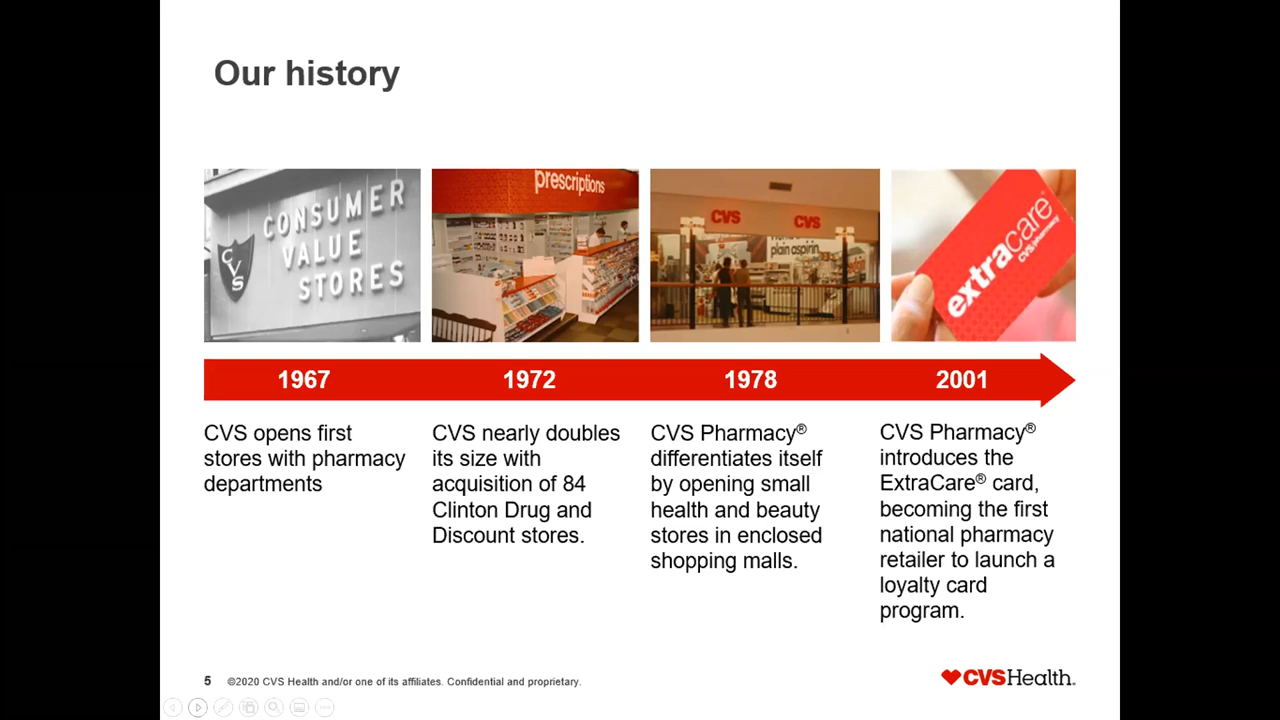 Our history
CONSUMER
VALUE
STORES
CVS
prescriptions
CVS
CVS
plain aspirin
extracare®
CVS/pharmacy
1967
1972
1978
2001
CVS opens first
stores with pharmacy
departments
CVS nearly doubles
its size with
acquisition of 84
Clinton Drug and
Discount stores.
CVS Pharmacy®
differentiates itself
by opening small
health and beauty
stores in enclosed
shopping malls.
CVS Pharmacy®
introduces the
ExtraCare® card,
becoming the first
national pharmacy
retailer to launch a
loyalty card
program.
5 ©2020 CVS Health and/or one of its affiliates. Confidential and proprietary.
CVSHealth.